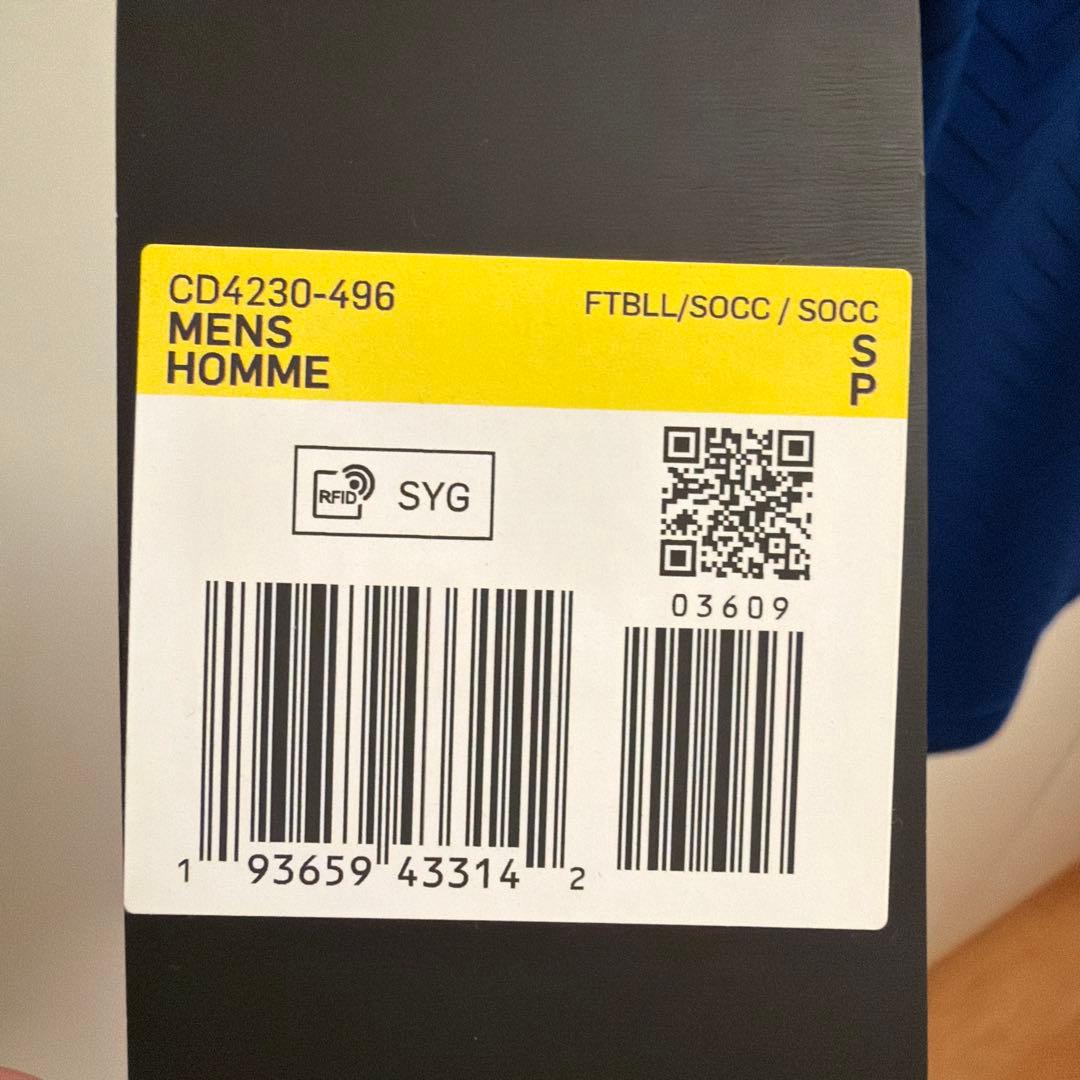 CD4230-496
FTBLL/SOCC / SOCC
MENS
S
HOMME
P
RFID SYG
03609
1 93659 43314 2